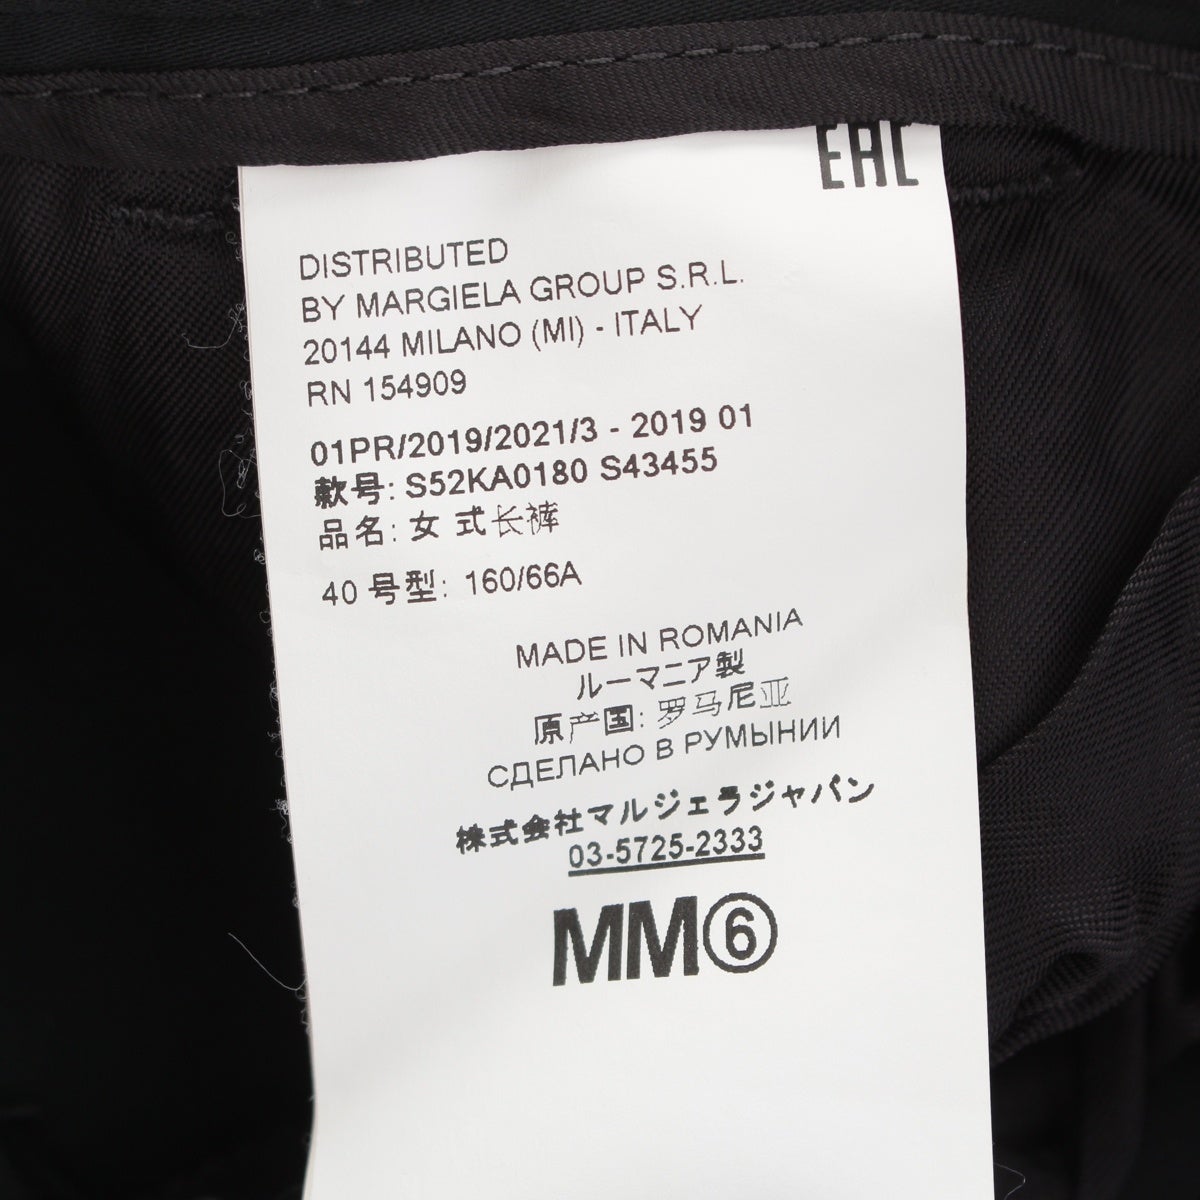 EAC
DISTRIBUTED
BY MARGIELA GROUP S.R.L.
20144 MILANO (MI) - ITALY
RN 154909
01PR/2019/2021/3 - 2019 01
款号: S52KA0180 S43455
品名: 女 式长裤
40 号型: 160/66A
MADE IN ROMANIA
ルーマニア製
原产国: 罗马尼亚
СДЕЛАНО В РУМЫНИИ
株式会社マルジェラジャパン
03-5725-2333
MM⑥